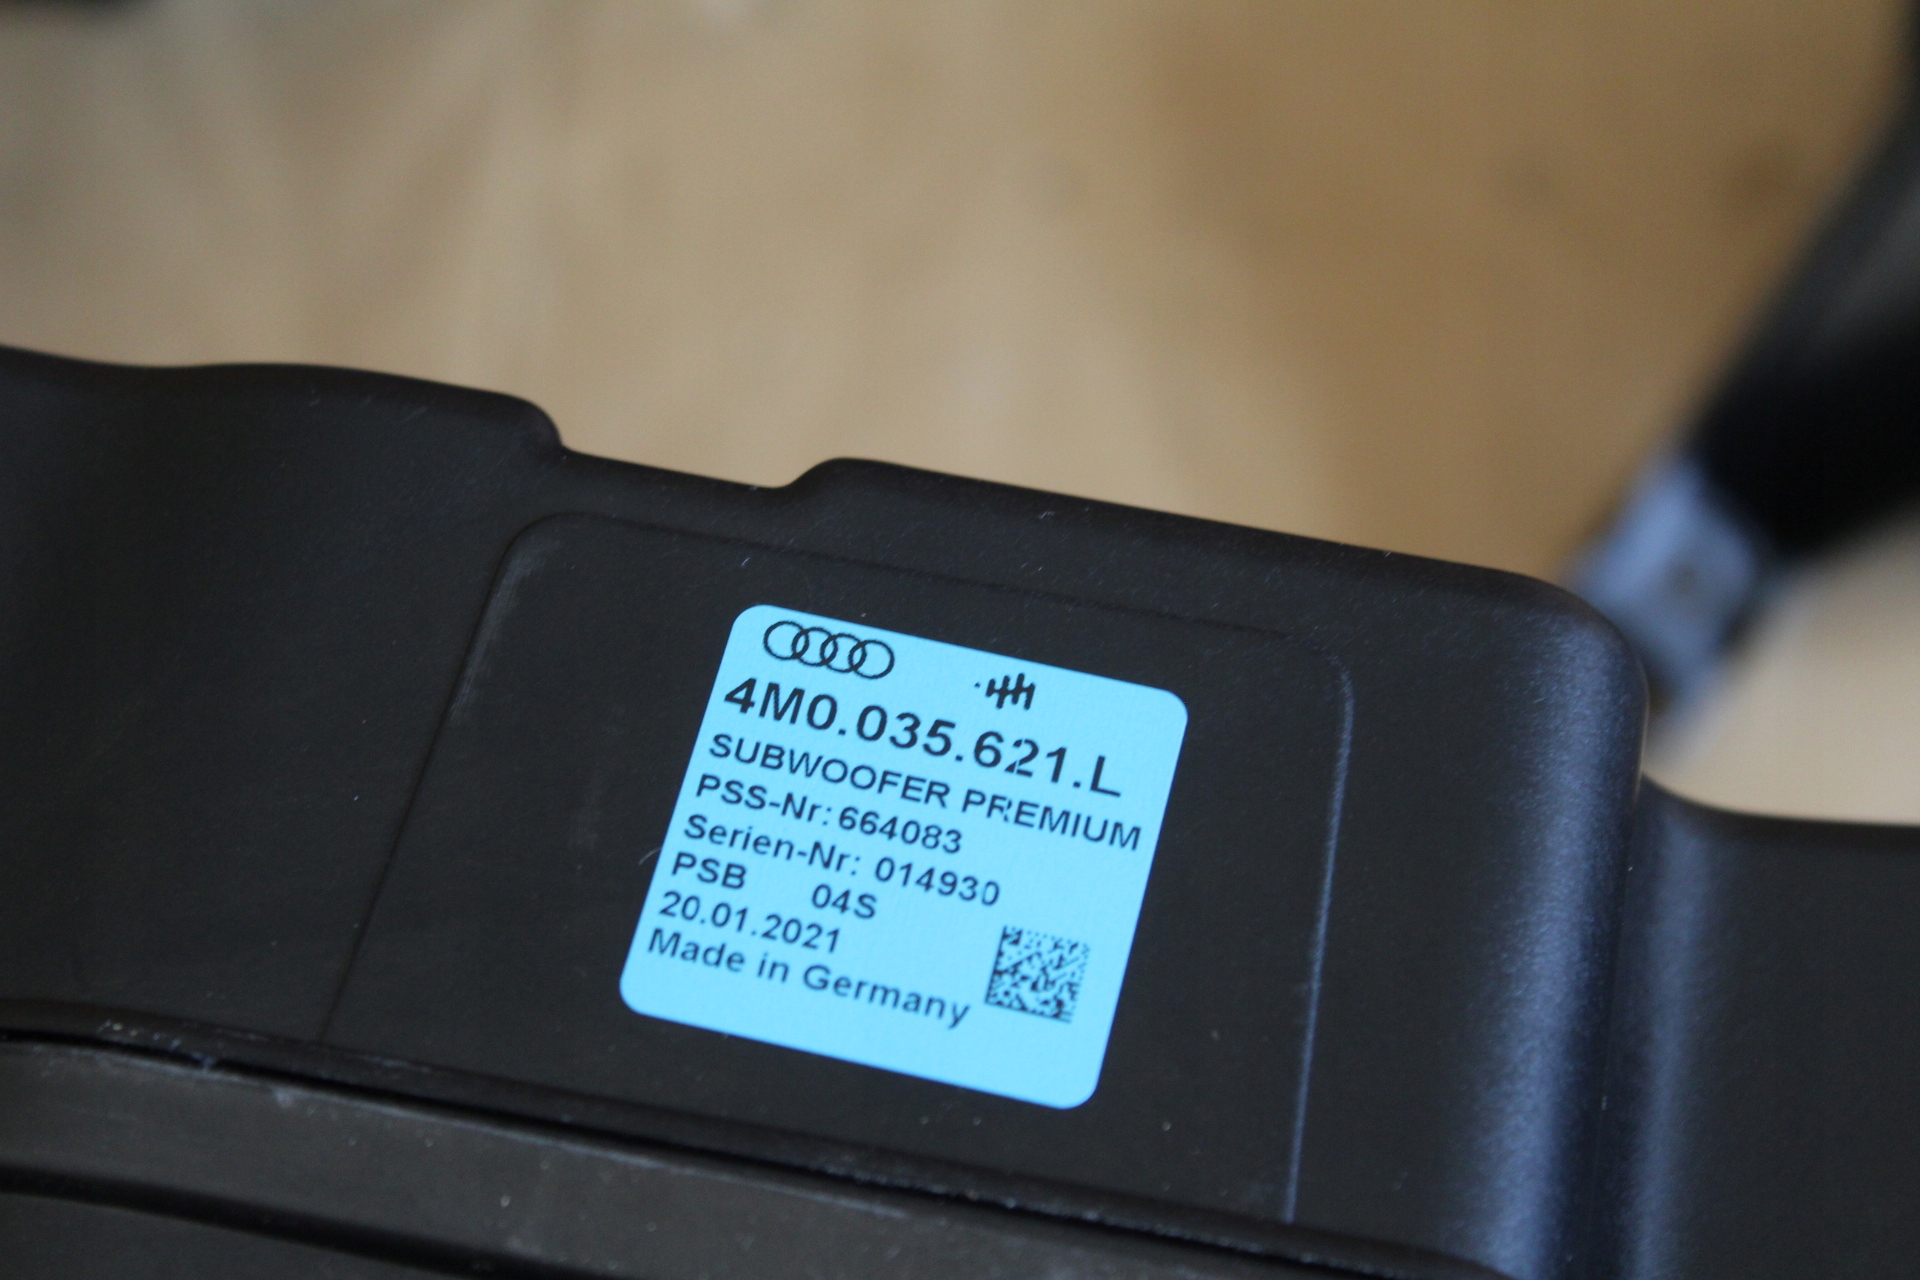 4M0.035.621.L
SUBWOOFER PREMIUM
PSS-Nr: 664083
Serien-Nr: 014930
PSB 04S
20.01.2021
Made in Germany